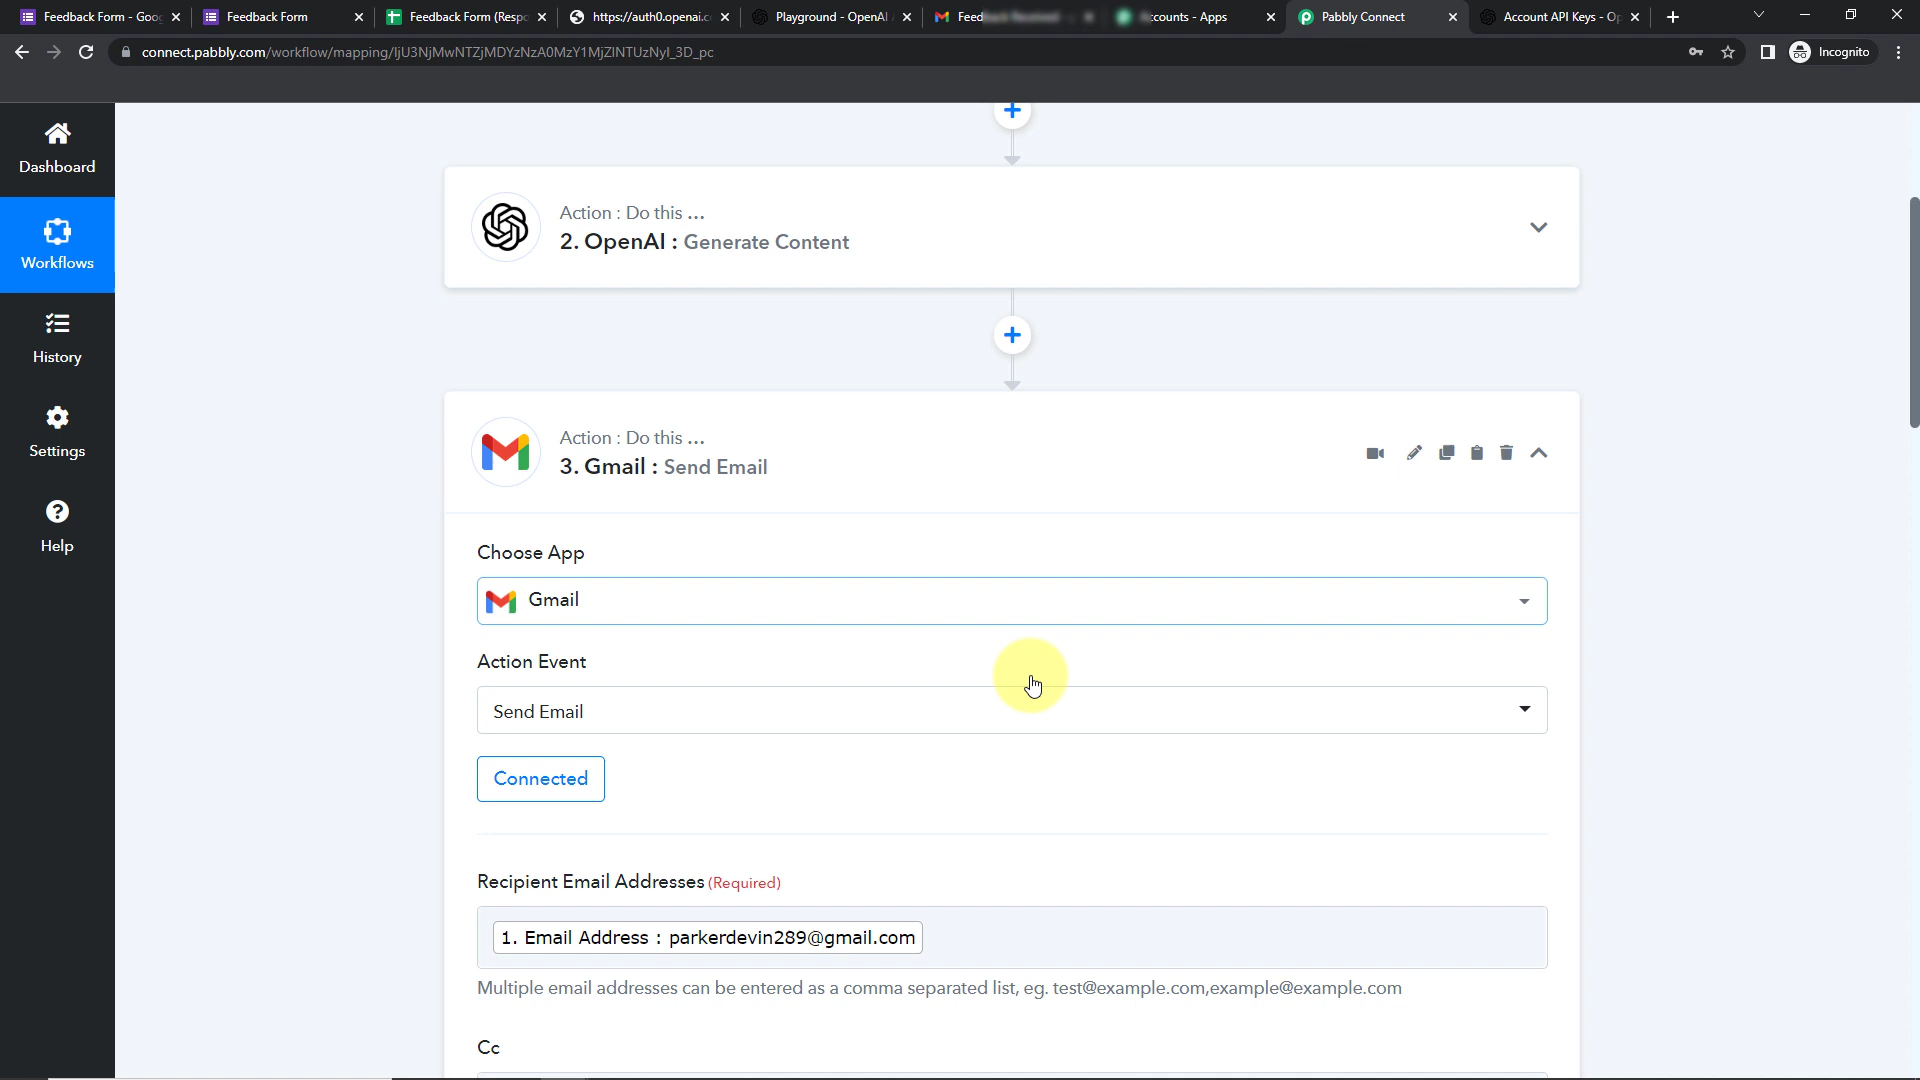 Feedback Form - Goo
Feedback Form
Feedback Form (Resp
https://auth0.openai.c
Playground - OpenAI
Feed
counts - Apps
Pabbly Connect
Account API Keys - Op
connect.pabbly.com/workflow/mapping/IjU3NjMwNTZjMDYzNzA0MzY1MjZlNTUzNyI_3D_pc
Incognito
Dashboard
Workflows
History
Settings
Help
Action : Do this ...
2. OpenAI : Generate Content
Action : Do this ...
3. Gmail : Send Email
Choose App
Gmail
Action Event
Send Email
Connected
Recipient Email Addresses (Required)
1. Email Address : parkerdevin289@gmail.com
Multiple email addresses can be entered as a comma separated list, eg. test@example.com,example@example.com
Cc